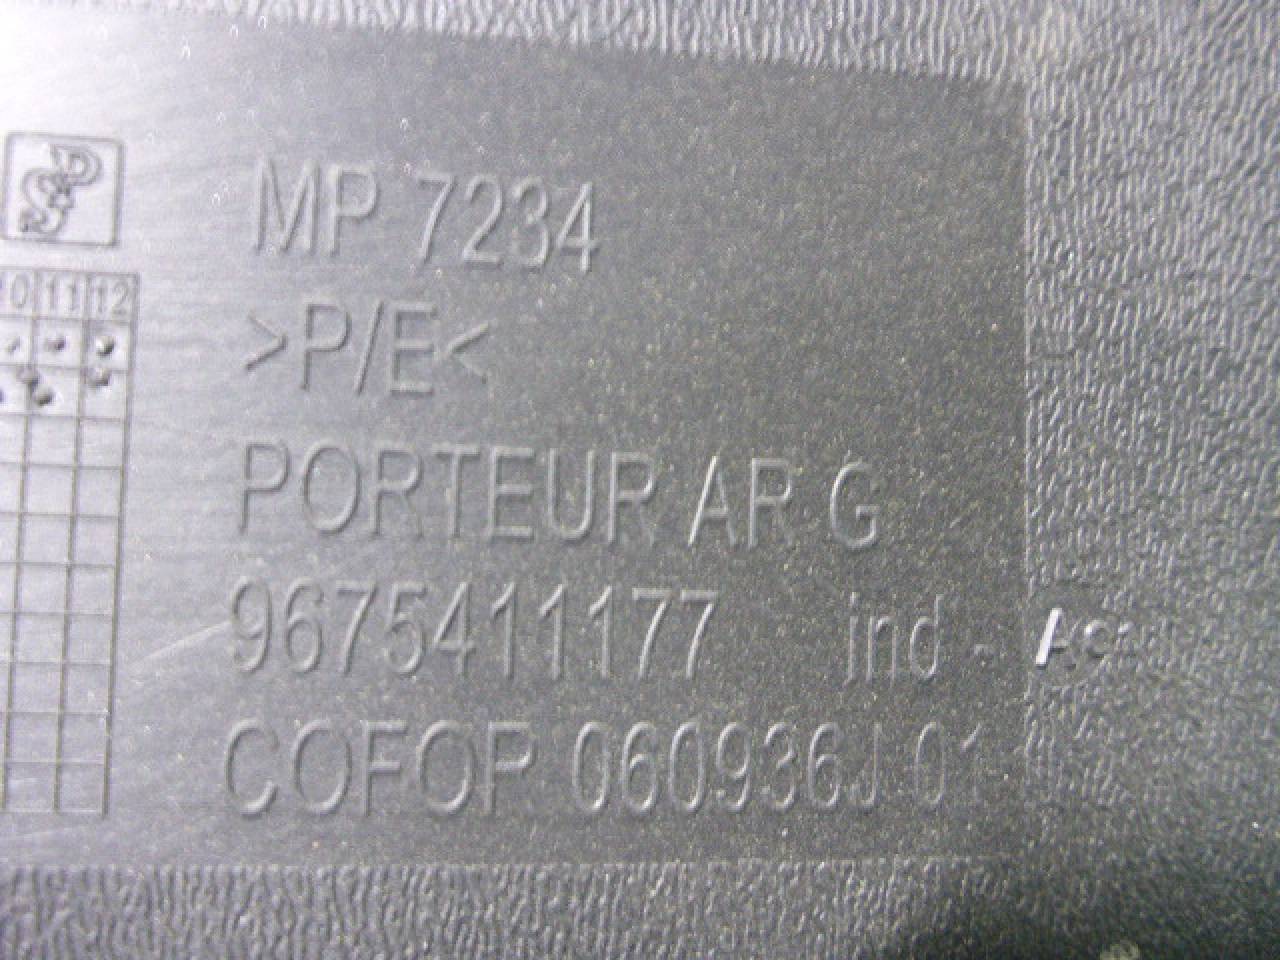 MP 7234
10 11 12
>P/E<
PORTEUR AR G
9675411177 ind - A
COFOP 060936J 01